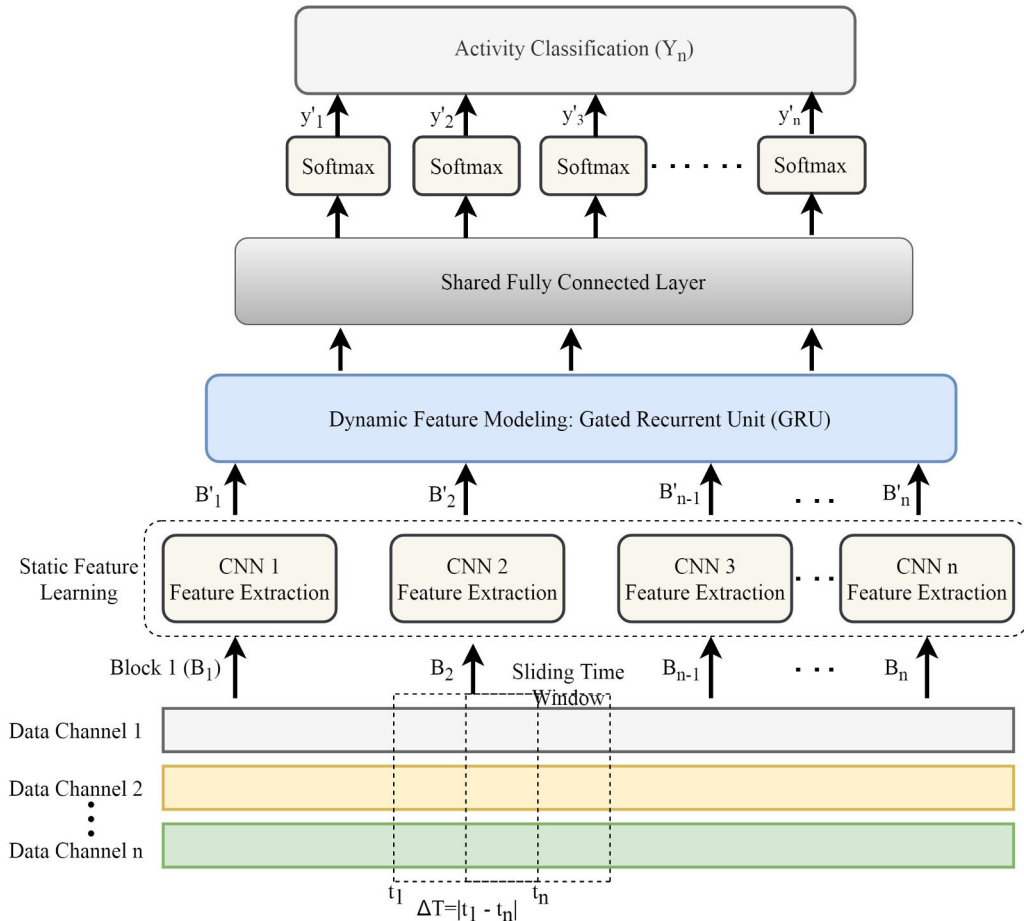 Activity Classification (Yₙ)
y'₁ y'₂ y'₃ y'ₙ
Softmax Softmax Softmax Softmax
Shared Fully Connected Layer
Dynamic Feature Modeling: Gated Recurrent Unit (GRU)
B'₁ B'₂ B'ₙ₋₁ B'ₙ
Static Feature
Learning
CNN 1
Feature Extraction
CNN 2
Feature Extraction
CNN 3
Feature Extraction
CNN n
Feature Extraction
Block 1 (B₁) B₂ Bₙ₋₁ Bₙ
Sliding Time
Window
Data Channel 1
Data Channel 2
Data Channel n
t₁ tₙ
ΔT=|t₁ - tₙ|